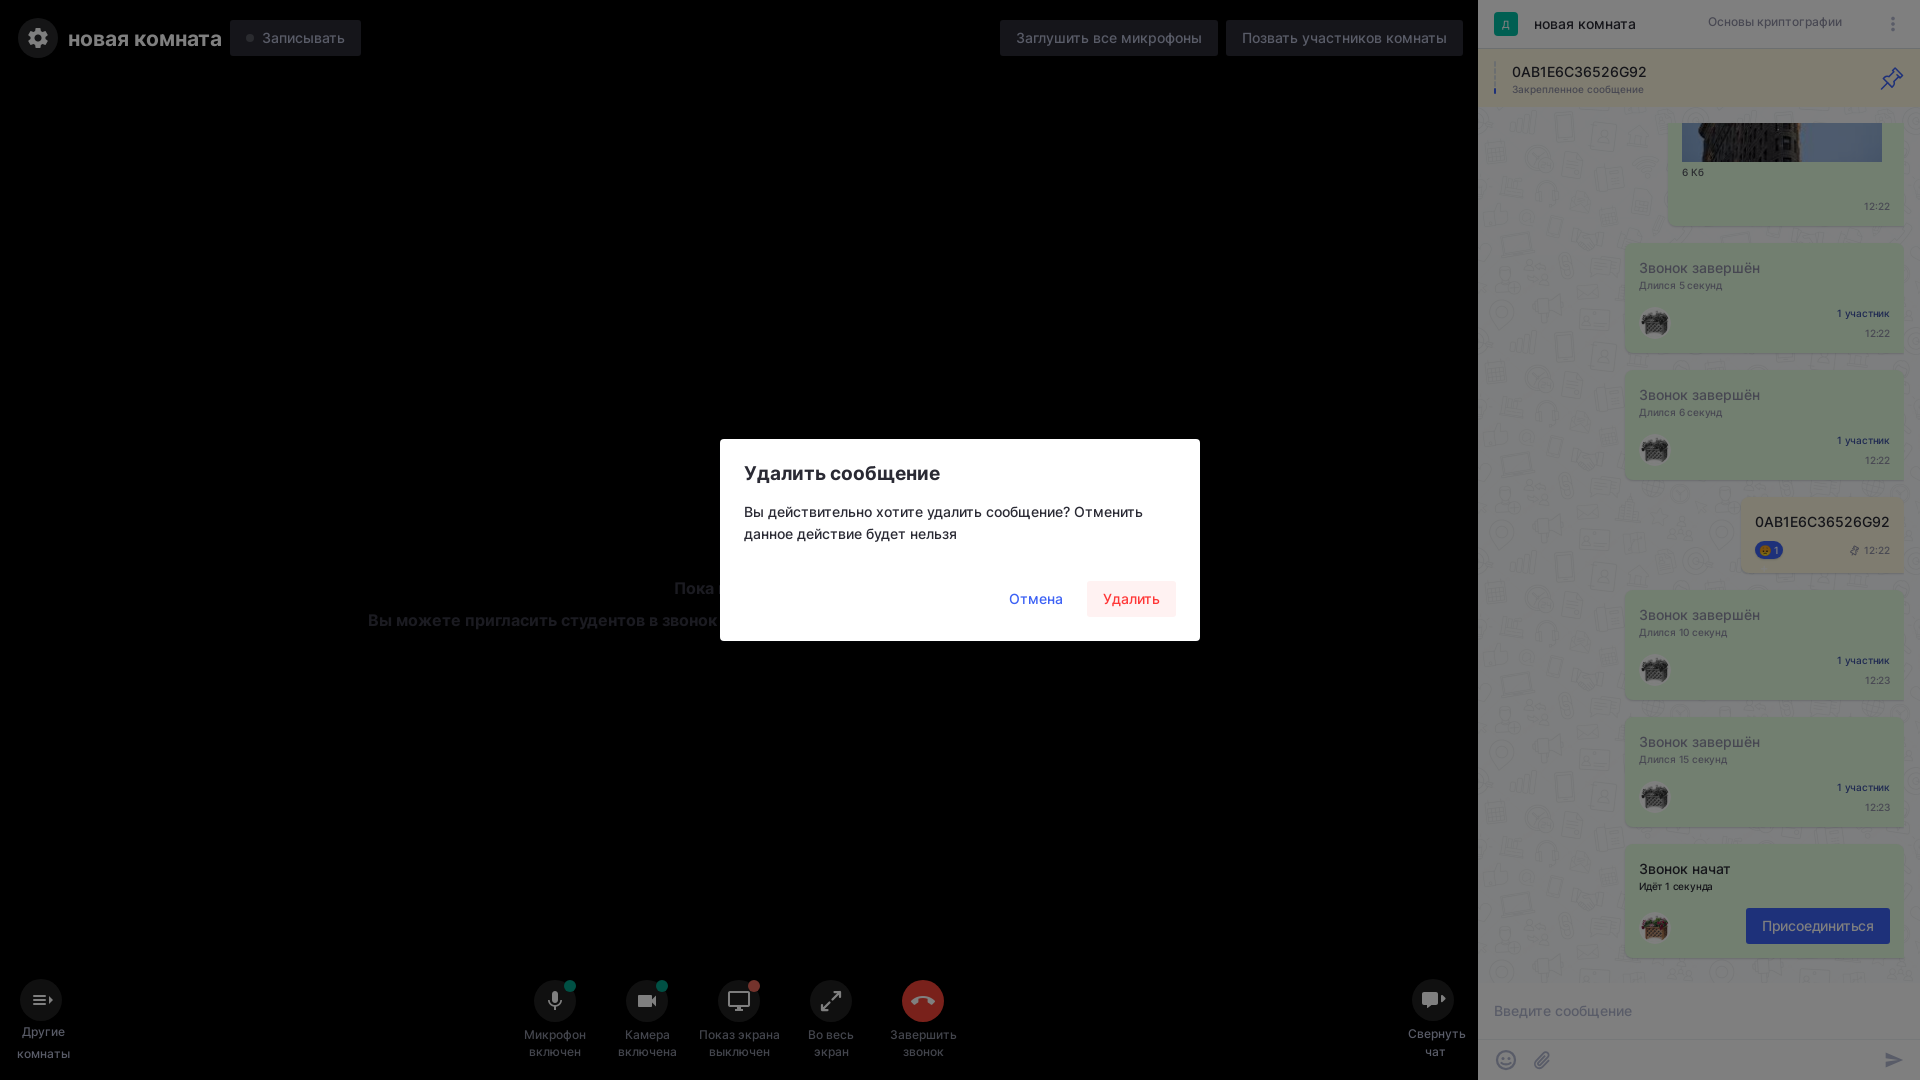 новая комната
Записывать
Заглушить все микрофоны
Позвать участников комнаты
Д
новая комната
Основы криптографии
0AB1E6C36526G92
Закрепленное сообщение
6 Кб
12:22
Звонок завершён
Длился 5 секунд
1 участник
12:22
Звонок завершён
Длился 6 секунд
1 участник
12:22
0AB1E6C36526G92
1
12:22
Звонок завершён
Длился 10 секунд
1 участник
12:23
Звонок завершён
Длился 15 секунд
1 участник
12:23
Звонок начат
Идёт 1 секунда
Присоединиться
Введите сообщение
Удалить сообщение
Вы действительно хотите удалить сообщение? Отменить
данное действие будет нельзя
Отмена
Удалить
Пока
Вы можете пригласить студентов в звонок
Другие
комнаты
Микрофон
включен
Камера
включена
Показ экрана
выключен
Во весь
экран
Завершить
звонок
Свернуть
чат